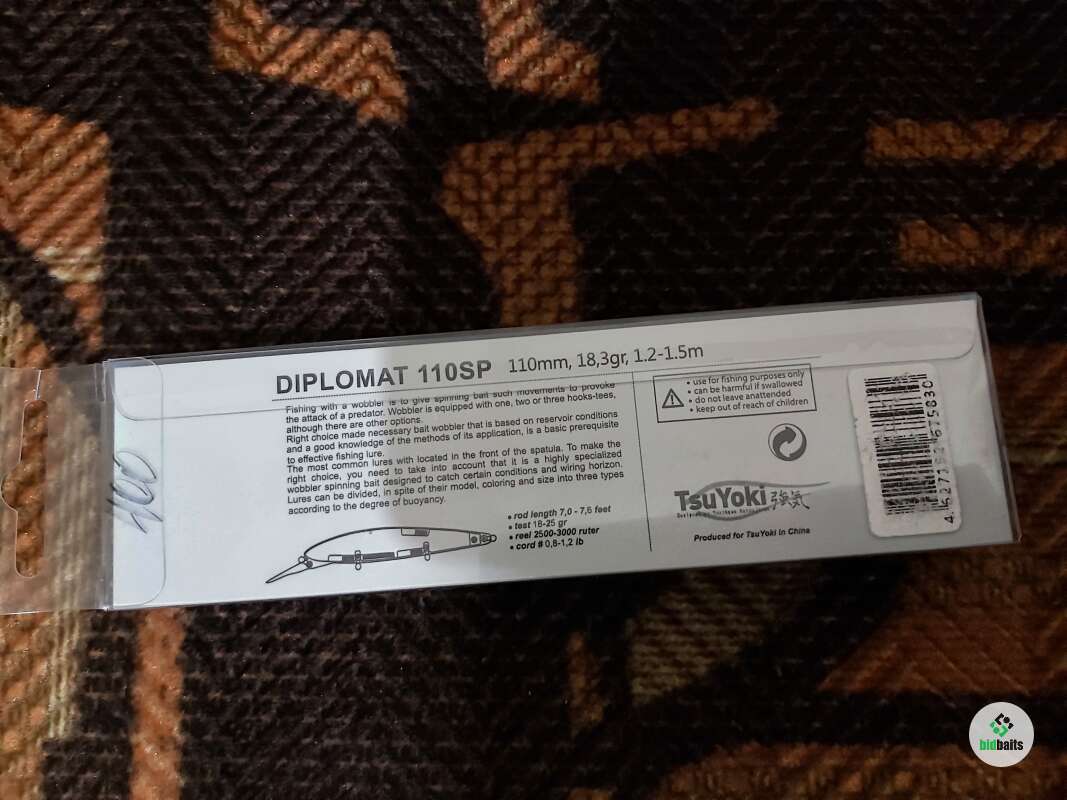 DIPLOMAT 110SP 110mm, 18,3gr, 1.2-1.5m
Fishing with a wobbler is to give spinning bait such movements to provoke
the attack of a predator. Wobbler is equipped with one, two or three hooks-tees,
although there are other options.
Right choice made necessary bait wobbler that is based on reservoir conditions
and a good knowledge of the methods of its application, is a basic prerequisite
to effective fishing lure.
The most common lures with located in the front of the spatula. To make the
right choice, you need to take into account that it is a highly specialized
wobbler spinning bait designed to catch certain conditions and wiring horizon.
Lures can be divided, in spite of their model, coloring and size into three types
according to the degree of buoyancy.
• rod length 7,0 - 7,6 feet
• test 18-25 gr
• reel 2500-3000 ruter
• cord # 0,8-1,2 lb
• use for fishing purposes only
• can be harmful if swallowed
• do not leave anattended
• keep out of reach of children
TsuYoki 強気
Produced for TsuYoki in China
400
bidbaits